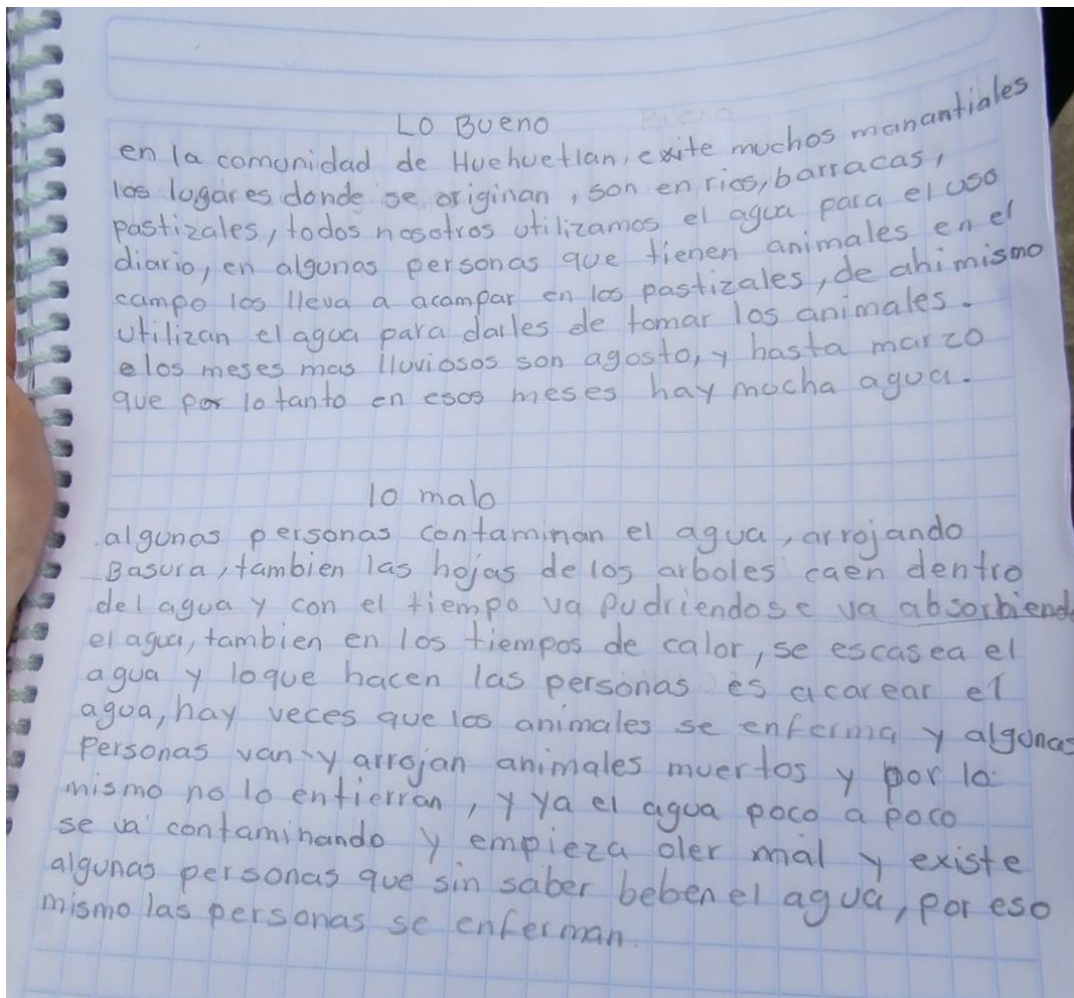 Lo Bueno
en la comunidad de Huehuetlan, exite muchos manantiales
los lugares donde se originan, son en rios, barracas,
pastizales, todos nosotros utilizamos el agua para el uso
diario, en algunas personas que tienen animales en el
campo los lleva a acampar en los pastizales, de ahi mismo
utilizan el agua para darles de tomar los animales.
los meses mas lluviosos son agosto, y hasta marzo
que por lo tanto en esos meses hay mucha agua.
lo malo
algunas personas contaminan el agua, arrojando
Basura, tambien las hojas de los arboles caen dentro
del agua y con el tiempo va Pudriendose va absorbiend
el agua, tambien en los tiempos de calor, se escasea el
agua y loque hacen las personas es acarear el
agua, hay veces que los animales se enferma y algunas
Personas van y arrojan animales muertos y por lo
mismo no lo entierran, y ya el agua poco a poco
se va contaminando y empieza oler mal y existe
algunas personas que sin saber beben el agua, por eso
mismo las personas se enferman.